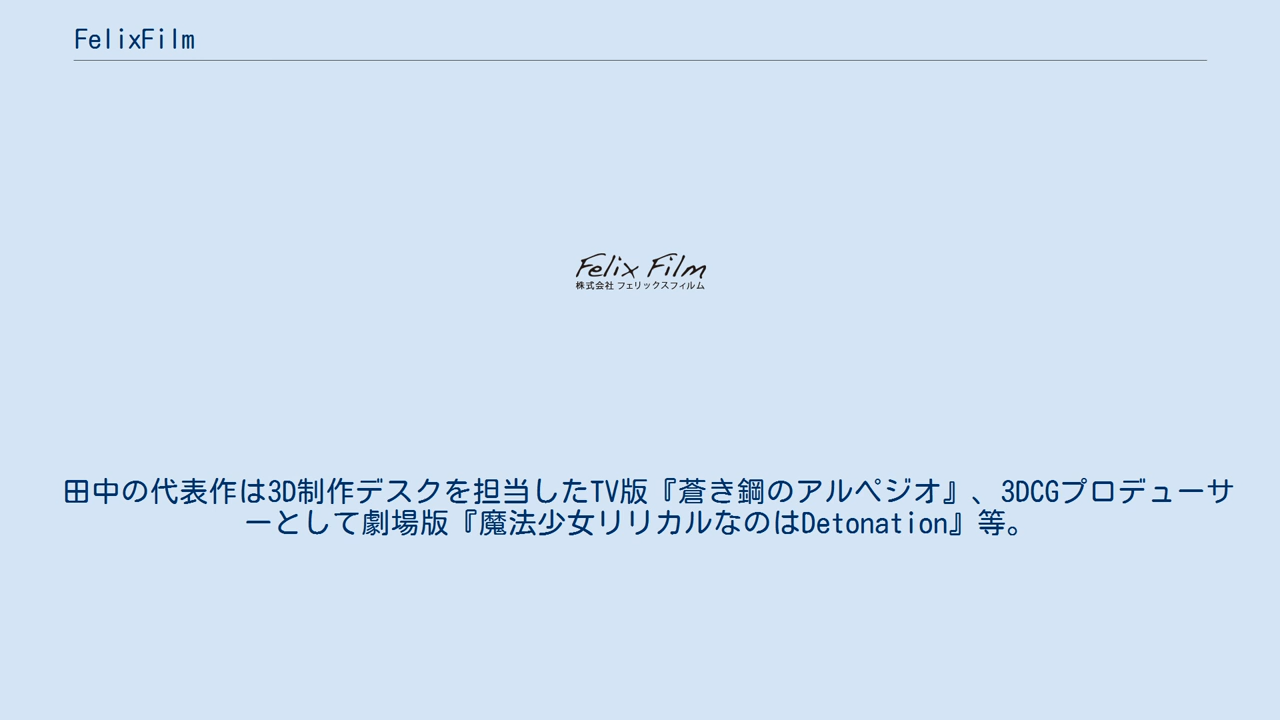 FelixFilm
Felix Film
株式会社 フェリックスフィルム
田中の代表作は3D制作デスクを担当したTV版『蒼き鋼のアルペジオ』、3DCGプロデューサ
ーとして劇場版『魔法少女リリカルなのはDetonation』等。